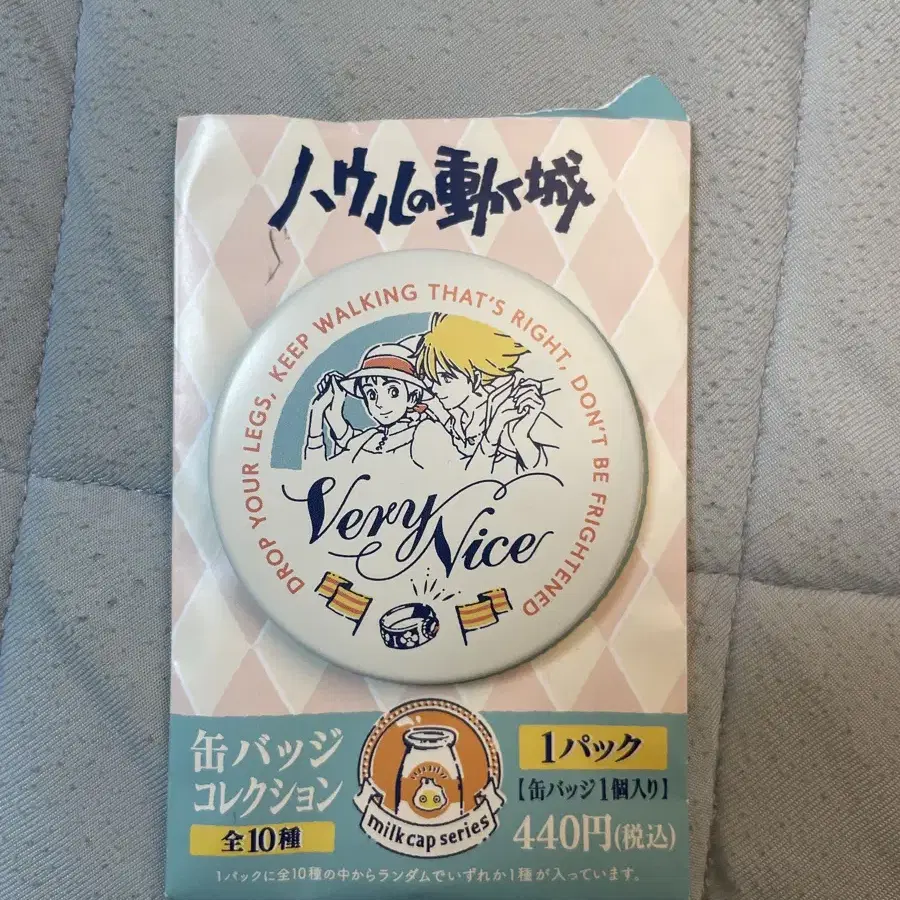 ハウルの動く城
DROP YOUR LEGS, KEEP WALKING THAT'S RIGHT, DON'T BE FRIGHTENED
Very Nice
缶バッジ
コレクション
全10種
milk cap series
1パック
【缶バッジ1個入り】
440円(税込)
1パックに全10種の中からランダムでいずれか1種が入っています。